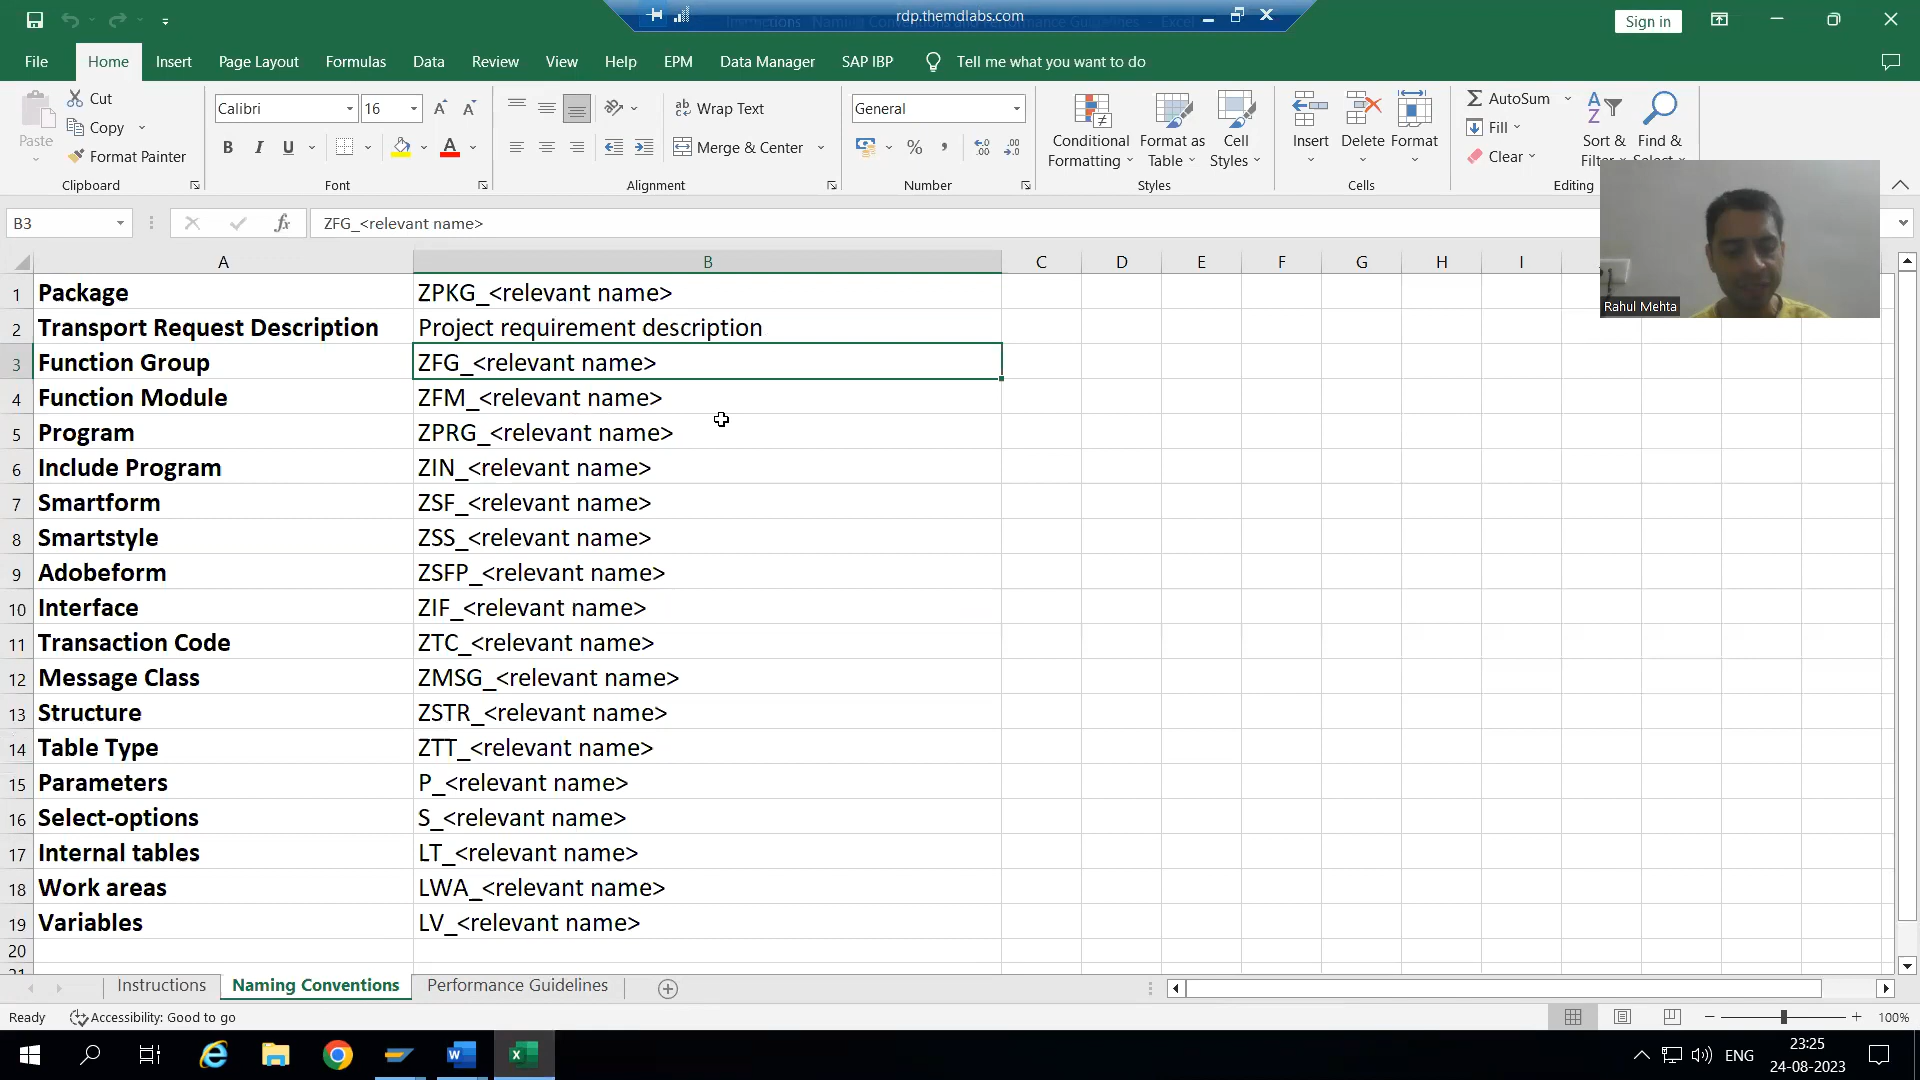 rdp.themdlabs.com
Sign in
File Home Insert Page Layout Formulas Data Review View Help EPM Data Manager SAP IBP Tell me what you want to do
Paste
Cut
Copy
Format Painter
Clipboard
Calibri 16
B I U A
Font
Wrap Text
Merge & Center
Alignment
General
% ,
Number
Conditional Formatting
Format as Table
Cell Styles
Styles
Insert
Delete
Format
Cells
AutoSum
Fill
Clear
Sort &
Filter
Find &
Select
Editing
B3 fx ZFG_<relevant name>
Rahul Mehta
A B C D E F G H I
1 Package ZPKG_<relevant name>
2 Transport Request Description Project requirement description
3 Function Group ZFG_<relevant name>
4 Function Module ZFM_<relevant name>
5 Program ZPRG_<relevant name>
6 Include Program ZIN_<relevant name>
7 Smartform ZSF_<relevant name>
8 Smartstyle ZSS_<relevant name>
9 Adobeform ZSFP_<relevant name>
10 Interface ZIF_<relevant name>
11 Transaction Code ZTC_<relevant name>
12 Message Class ZMSG_<relevant name>
13 Structure ZSTR_<relevant name>
14 Table Type ZTT_<relevant name>
15 Parameters P_<relevant name>
16 Select-options S_<relevant name>
17 Internal tables LT_<relevant name>
18 Work areas LWA_<relevant name>
19 Variables LV_<relevant name>
20
21
Instructions Naming Conventions Performance Guidelines
Ready Accessibility: Good to go 100%
ENG 23:25
24-08-2023